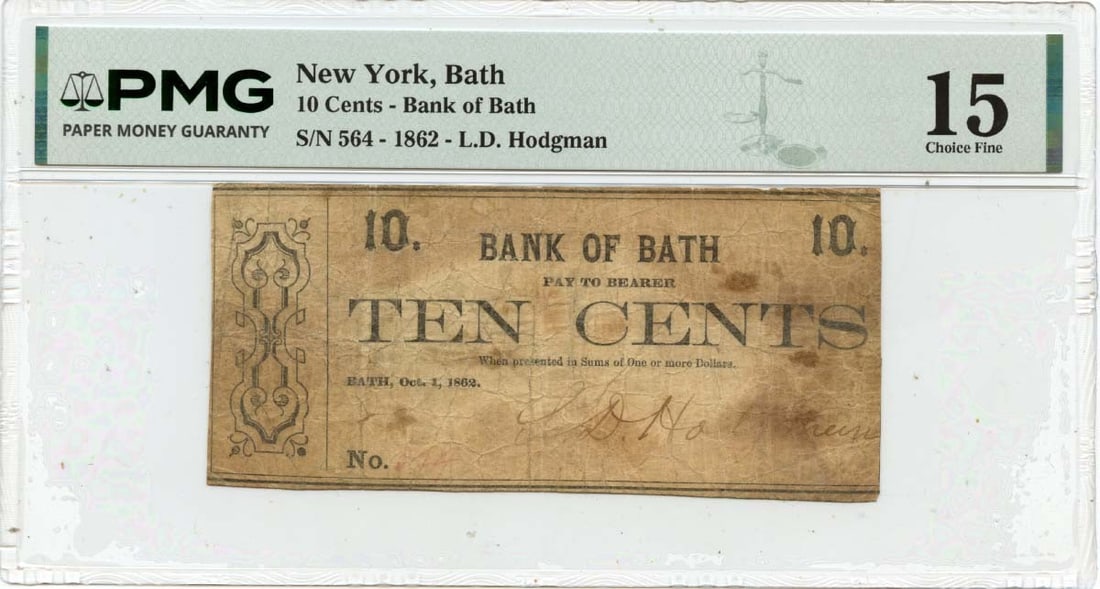 PMG
PAPER MONEY GUARANTY
New York, Bath
10 Cents - Bank of Bath
S/N 564 - 1862 - L.D. Hodgman
15
Choice Fine
10. 10.
BANK OF BATH
PAY TO BEARER
TEN CENTS
When presented in Sums of One or more Dollars.
BATH, Oct. 1, 1862.
L D. Hodgman
No.